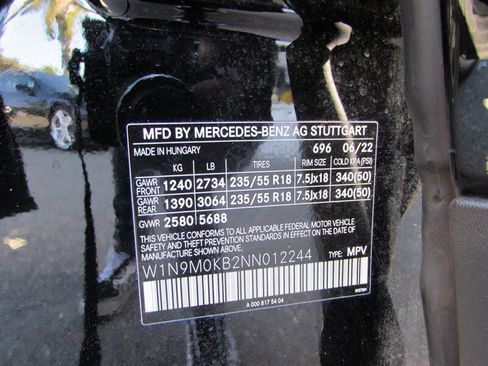 MFD BY MERCEDES-BENZ AG STUTTGART
MADE IN HUNGARY 696 06/22
KG LB TIRES RIM SIZE COLD KPA (PSI)
GAWR FRONT 1240 2734 235/55 R18 7.5Jx18 340(50)
GAWR REAR 1390 3064 235/55 R18 7.5Jx18 340(50)
GWR 2580 5688
THIS VEHICLE CONFORMS TO ALL APPLICABLE FEDERAL MOTOR VEHICLE
SAFETY AND THEFT PREVENTION STANDARDS IN EFFECT ON THE DATE OF
MANUFACTURE SHOWN ABOVE. TYPE: MPV
W1N9M0KB2NN012244
A 000 817 54 04